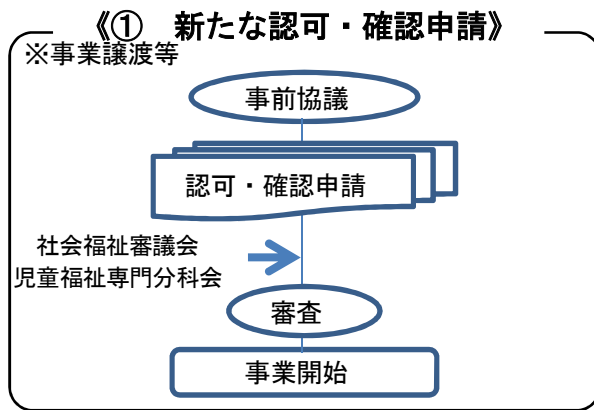 《① 新たな認可・確認申請》
※事業譲渡等
事前協議
認可・確認申請
社会福祉審議会
児童福祉専門分科会
審査
事業開始